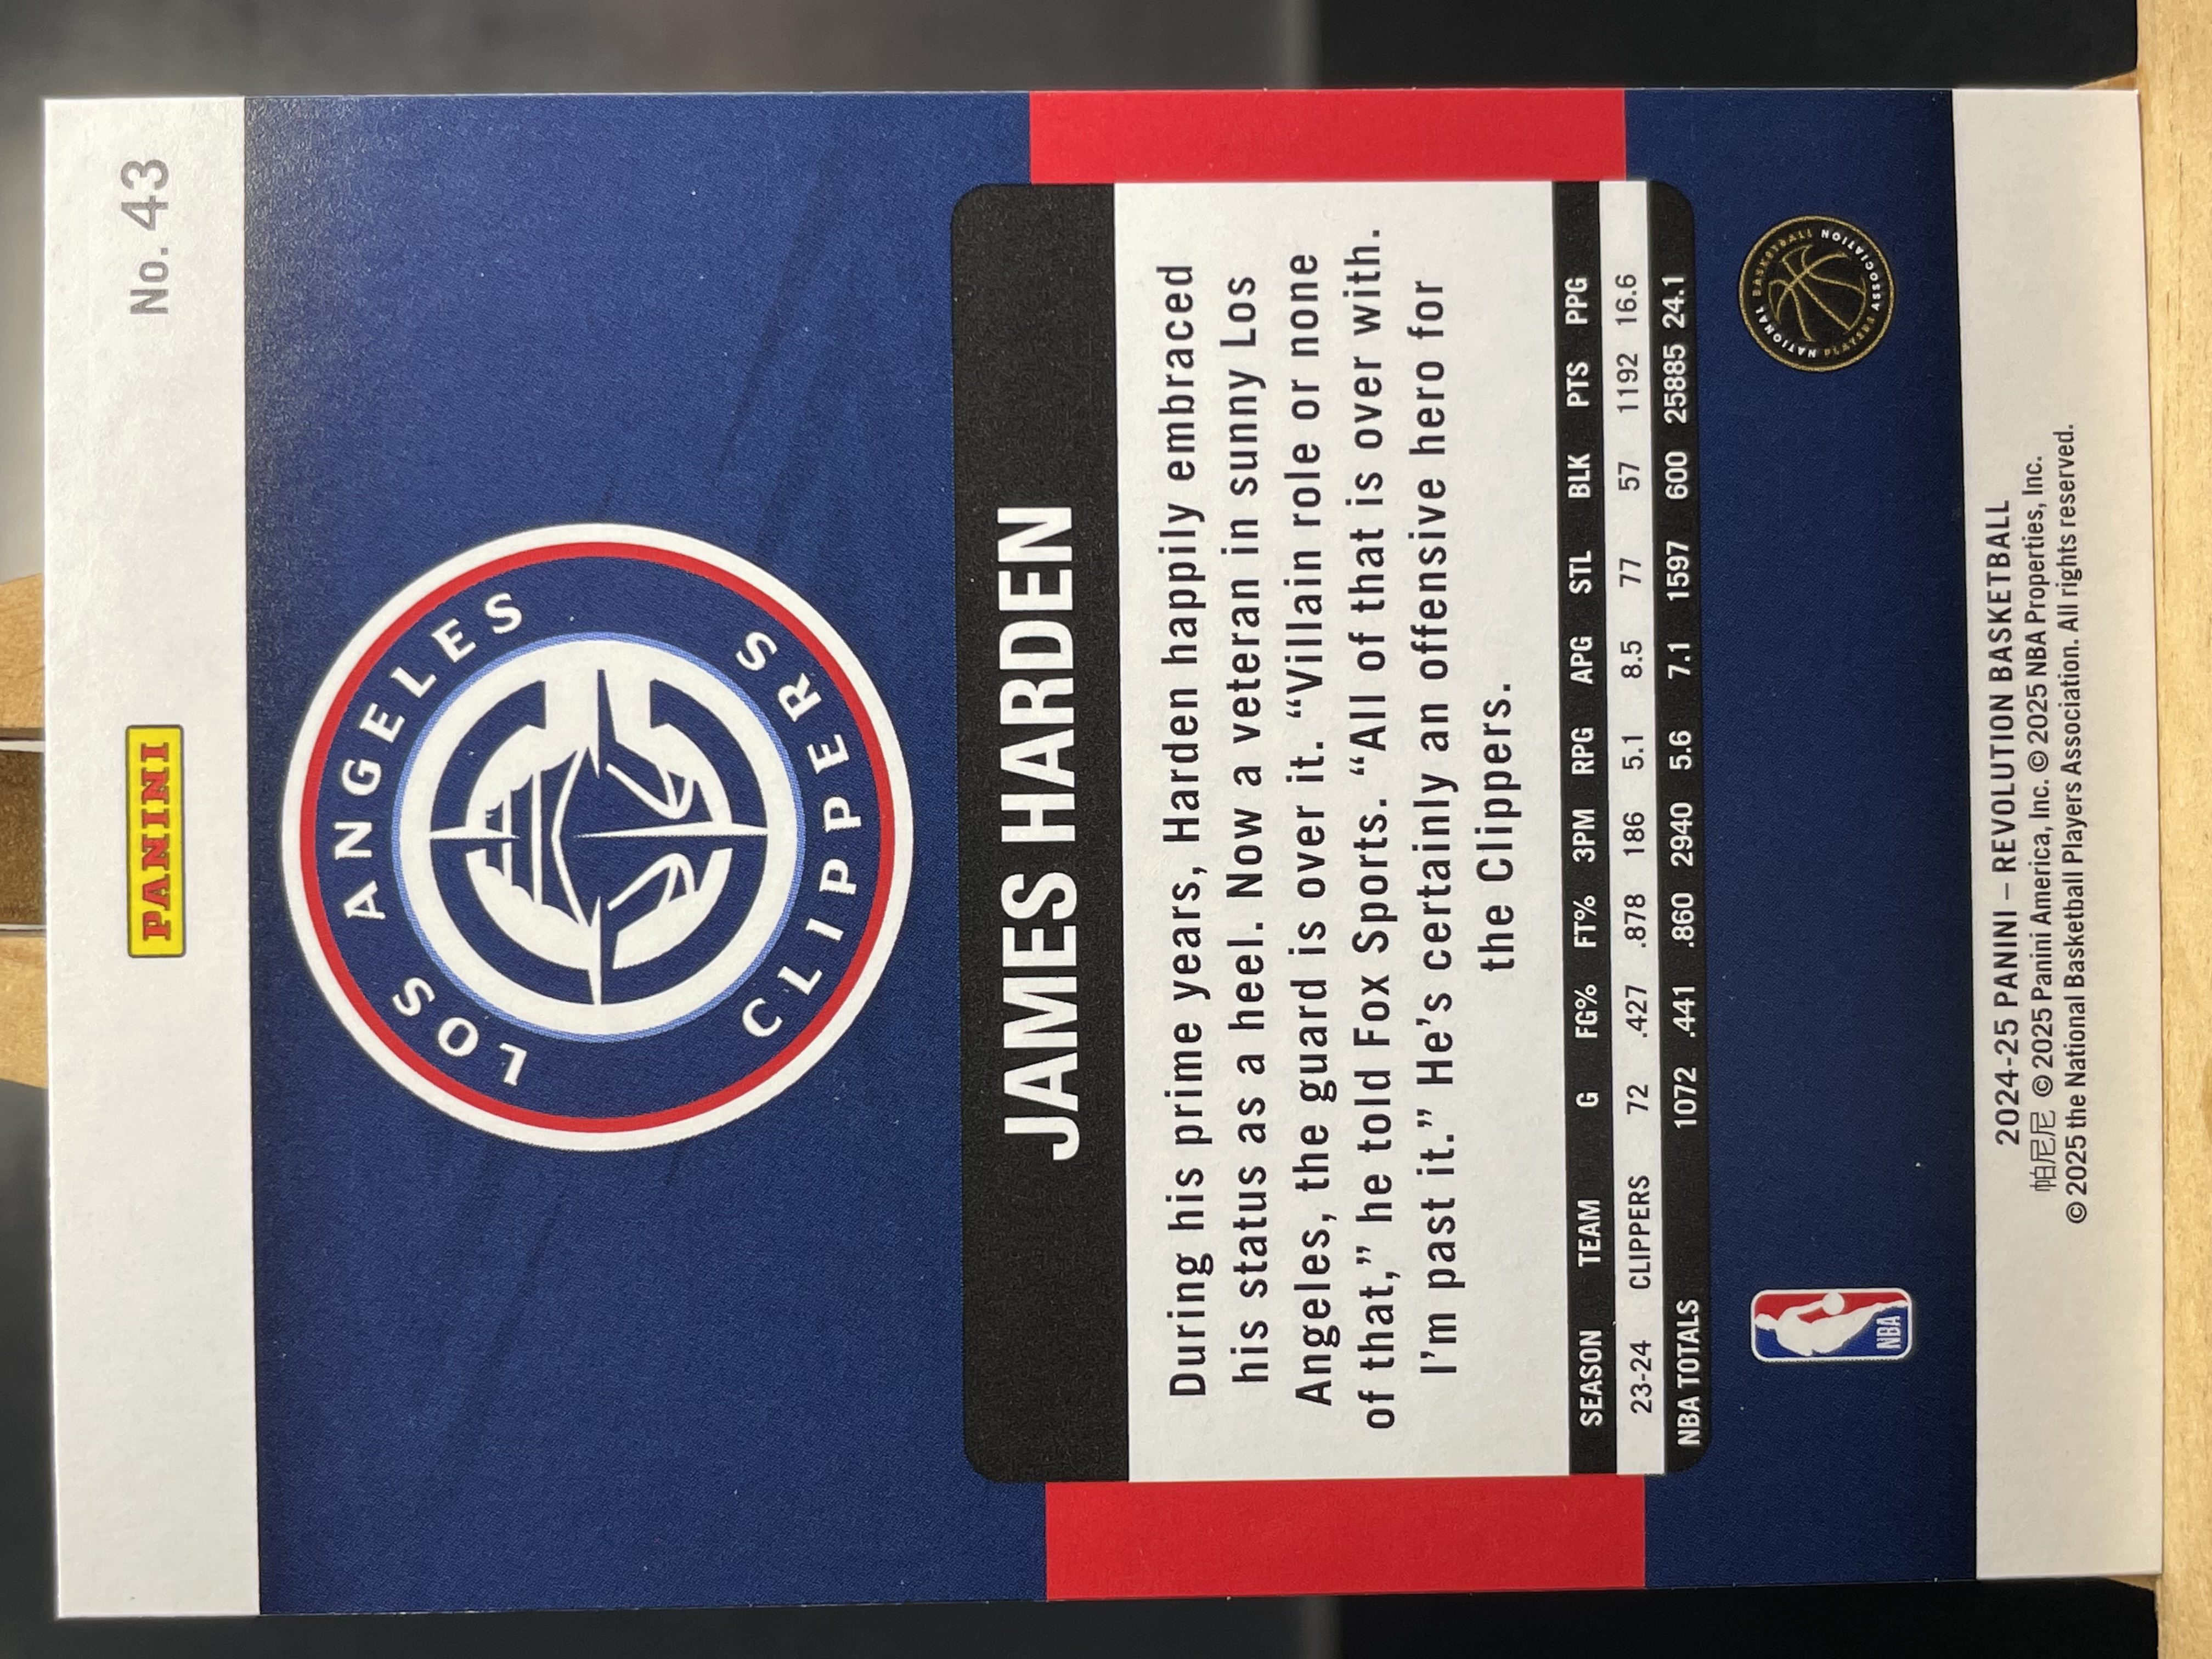 No. 43
PANINI
LOS ANGELES
CLIPPERS
JAMES HARDEN
During his prime years, Harden happily embraced
his status as a heel. Now a veteran in sunny Los
Angeles, the guard is over it. “Villain role or none
of that,” he told Fox Sports. “All of that is over with.
I’m past it.” He’s certainly an offensive hero for
the Clippers.
SEASON TEAM G FG% FT% 3PM RPG APG STL BLK PTS PPG
23-24 CLIPPERS 72 .427 .878 186 5.1 8.5 77 57 1192 16.6
NBA TOTALS 1072 .441 .860 2940 5.6 7.1 1597 600 25885 24.1
NBA
NATIONAL BASKETBALL
PLAYERS ASSOCIATION
2024-25 PANINI – REVOLUTION BASKETBALL
帕尼尼 © 2025 Panini America, Inc. © 2025 NBA Properties, Inc.
© 2025 the National Basketball Players Association. All rights reserved.